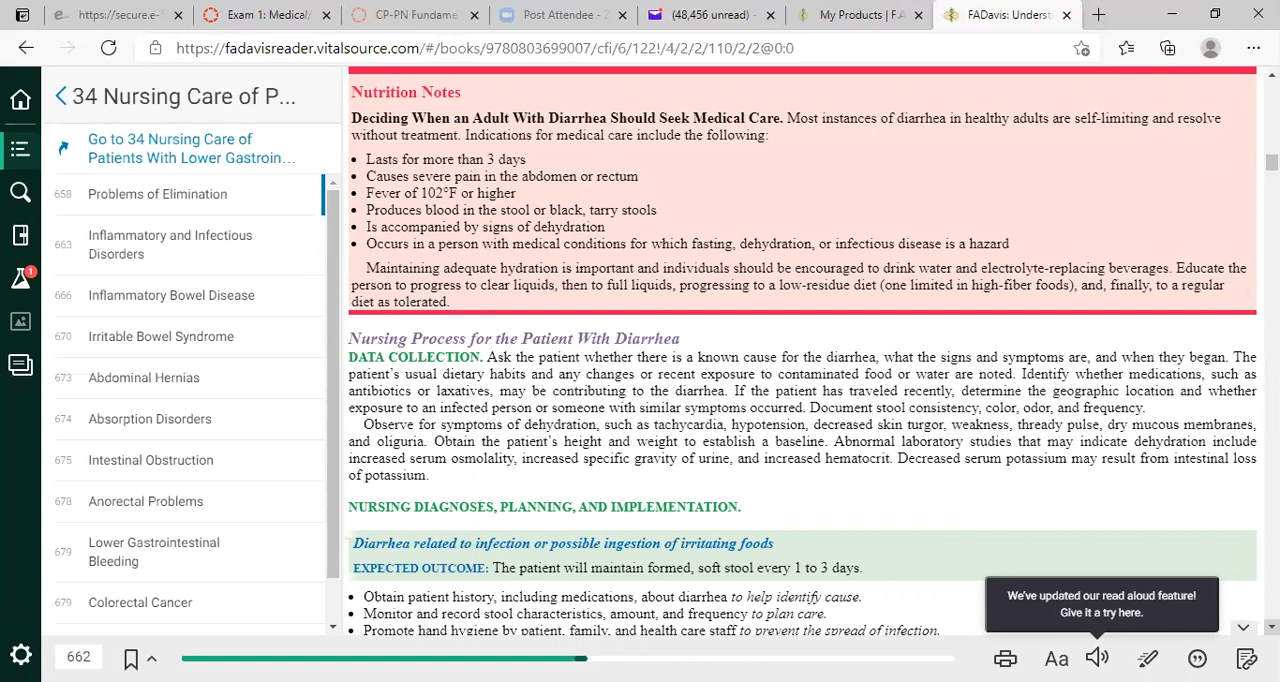 https://secure.e-
Exam 1: Medical/
CP-PN Fundame
Post Attendee - 2
(48,456 unread) -
My Products | F.A
FADavis: Underst
https://fadavisreader.vitalsource.com/#/books/9780803699007/cfi/6/122!/4/2/2/110/2/2@0:0
34 Nursing Care of P...
Go to 34 Nursing Care of
Patients With Lower Gastroin...
658 Problems of Elimination
663 Inflammatory and Infectious
Disorders
666 Inflammatory Bowel Disease
670 Irritable Bowel Syndrome
673 Abdominal Hernias
674 Absorption Disorders
675 Intestinal Obstruction
678 Anorectal Problems
679 Lower Gastrointestinal
Bleeding
679 Colorectal Cancer
1
Nutrition Notes
Deciding When an Adult With Diarrhea Should Seek Medical Care. Most instances of diarrhea in healthy adults are self-limiting and resolve
without treatment. Indications for medical care include the following:
• Lasts for more than 3 days
• Causes severe pain in the abdomen or rectum
• Fever of 102°F or higher
• Produces blood in the stool or black, tarry stools
• Is accompanied by signs of dehydration
• Occurs in a person with medical conditions for which fasting, dehydration, or infectious disease is a hazard
Maintaining adequate hydration is important and individuals should be encouraged to drink water and electrolyte-replacing beverages. Educate the
person to progress to clear liquids, then to full liquids, progressing to a low-residue diet (one limited in high-fiber foods), and, finally, to a regular
diet as tolerated.
Nursing Process for the Patient With Diarrhea
DATA COLLECTION. Ask the patient whether there is a known cause for the diarrhea, what the signs and symptoms are, and when they began. The
patient's usual dietary habits and any changes or recent exposure to contaminated food or water are noted. Identify whether medications, such as
antibiotics or laxatives, may be contributing to the diarrhea. If the patient has traveled recently, determine the geographic location and whether
exposure to an infected person or someone with similar symptoms occurred. Document stool consistency, color, odor, and frequency.
Observe for symptoms of dehydration, such as tachycardia, hypotension, decreased skin turgor, weakness, thready pulse, dry mucous membranes,
and oliguria. Obtain the patient's height and weight to establish a baseline. Abnormal laboratory studies that may indicate dehydration include
increased serum osmolality, increased specific gravity of urine, and increased hematocrit. Decreased serum potassium may result from intestinal loss
of potassium.
NURSING DIAGNOSES, PLANNING, AND IMPLEMENTATION.
Diarrhea related to infection or possible ingestion of irritating foods
EXPECTED OUTCOME: The patient will maintain formed, soft stool every 1 to 3 days.
• Obtain patient history, including medications, about diarrhea to help identify cause.
• Monitor and record stool characteristics, amount, and frequency to plan care.
• Promote hand hygiene by patient, family, and health care staff to prevent the spread of infection.
We've updated our read aloud feature!
Give it a try here.
662
Aa